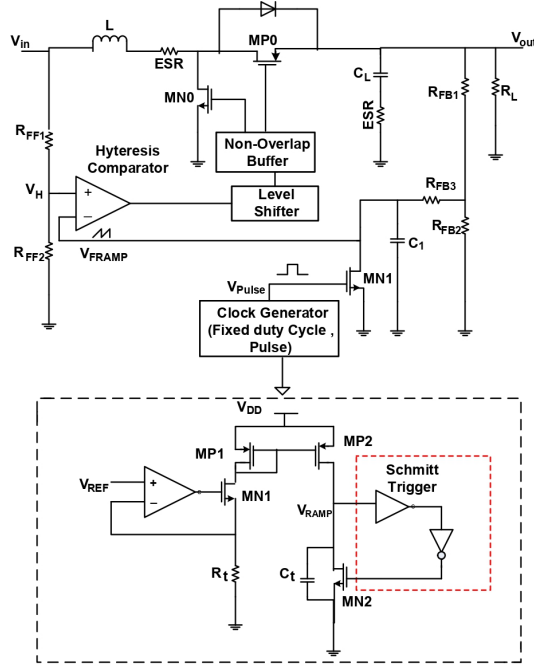 L
Vin
ESR
MP0
Vout
CL
ESR
RFB1
RL
MN0
Non-Overlap
Buffer
RFF1
Hyteresis
Comparator
VH
+
−
Level
Shifter
RFB3
RFB2
C1
RFF2
VFRAMP
VPulse
MN1
Clock Generator
(Fixed duty Cycle ,
Pulse)
VDD
MP1
MP2
Schmitt
Trigger
VREF
+
−
MN1
VRAMP
Rt
Ct
MN2